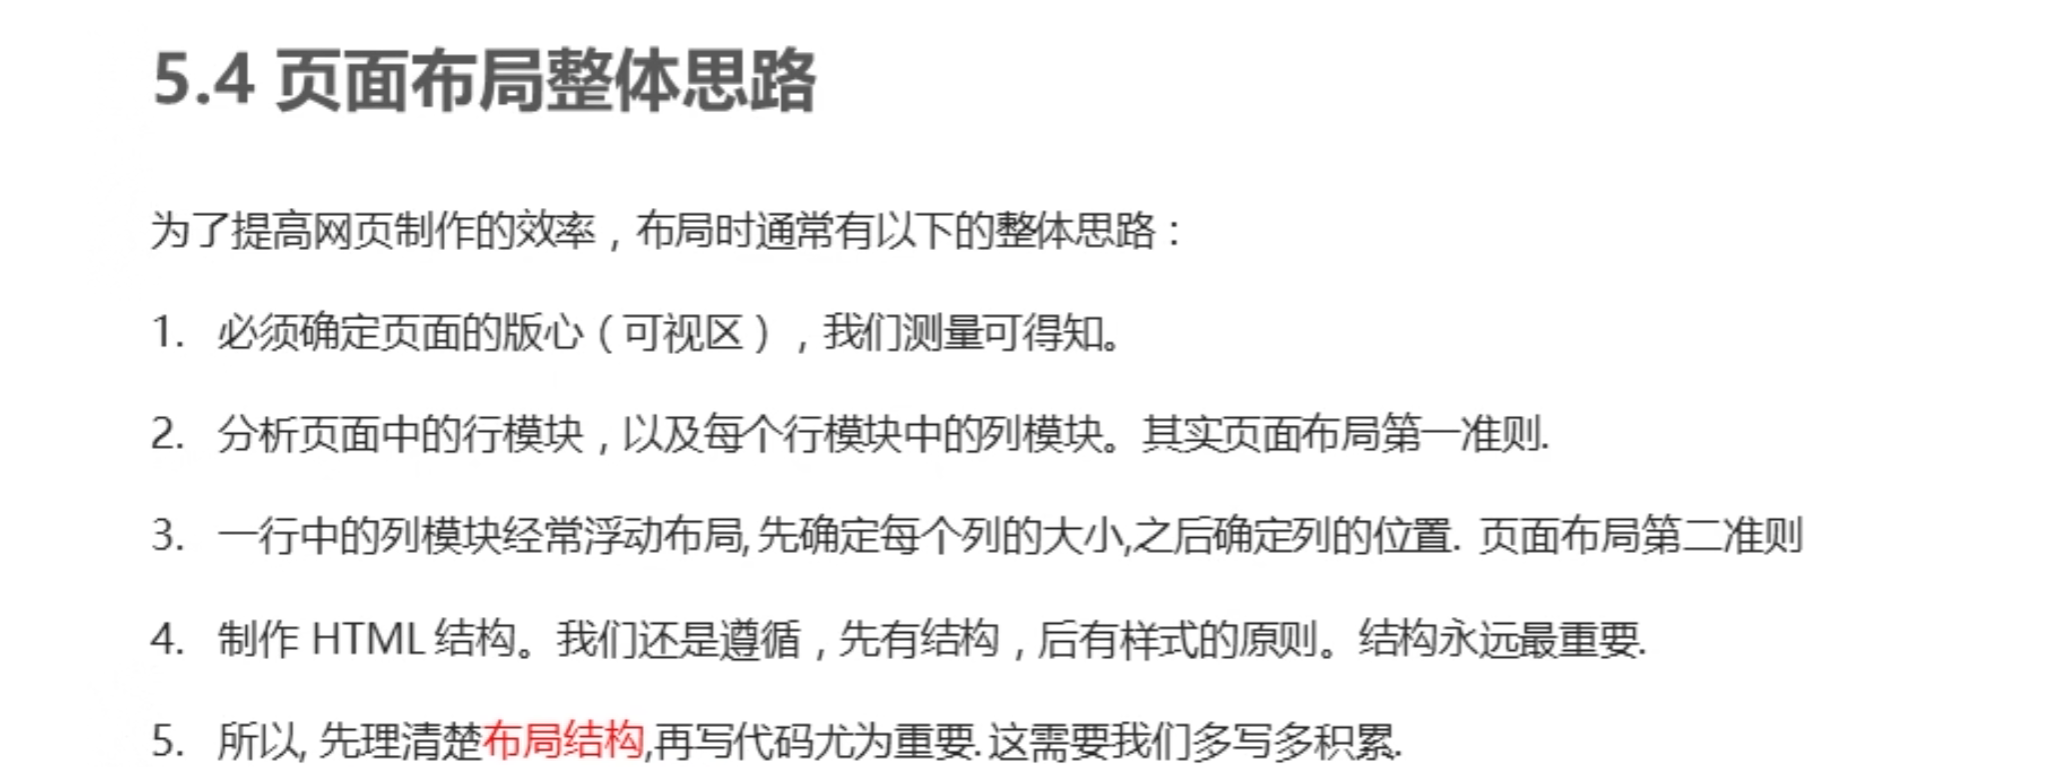 5.4 页面布局整体思路
为了提高网页制作的效率，布局时通常有以下的整体思路：
1. 必须确定页面的版心（可视区），我们测量可得知。
2. 分析页面中的行模块，以及每个行模块中的列模块。其实页面布局第一准则.
3. 一行中的列模块经常浮动布局,先确定每个列的大小,之后确定列的位置. 页面布局第二准则
4. 制作 HTML 结构。我们还是遵循，先有结构，后有样式的原则。结构永远最重要.
5. 所以, 先理清楚布局结构,再写代码尤为重要.这需要我们多写多积累.